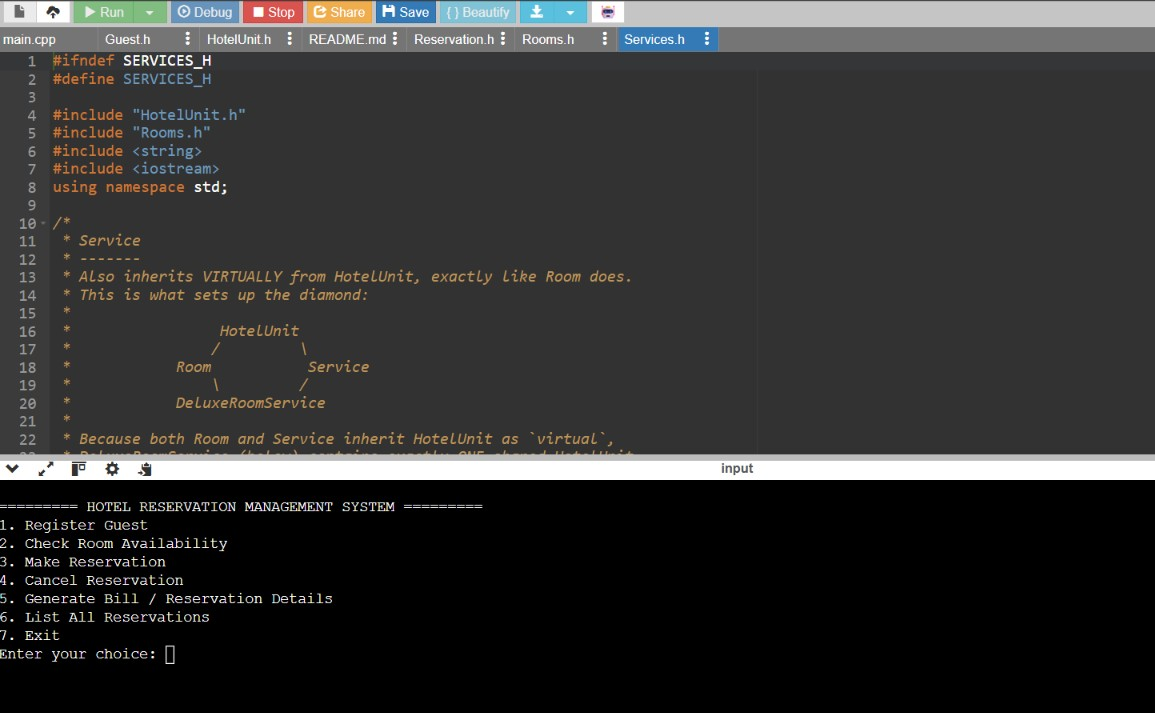 Run Debug Stop Share Save { } Beautify
main.cpp Guest.h HotelUnit.h README.md Reservation.h Rooms.h Services.h
1 #ifndef SERVICES_H
2 #define SERVICES_H
3
4 #include "HotelUnit.h"
5 #include "Rooms.h"
6 #include <string>
7 #include <iostream>
8 using namespace std;
9
10 /*
11 * Service
12 * -------
13 * Also inherits VIRTUALLY from HotelUnit, exactly like Room does.
14 * This is what sets up the diamond:
15 *
16 * HotelUnit
17 * / \
18 * Room Service
19 * \ /
20 * DeluxeRoomService
21 *
22 * Because both Room and Service inherit HotelUnit as `virtual`,
input
========= HOTEL RESERVATION MANAGEMENT SYSTEM =========
1. Register Guest
2. Check Room Availability
3. Make Reservation
4. Cancel Reservation
5. Generate Bill / Reservation Details
6. List All Reservations
7. Exit
Enter your choice: